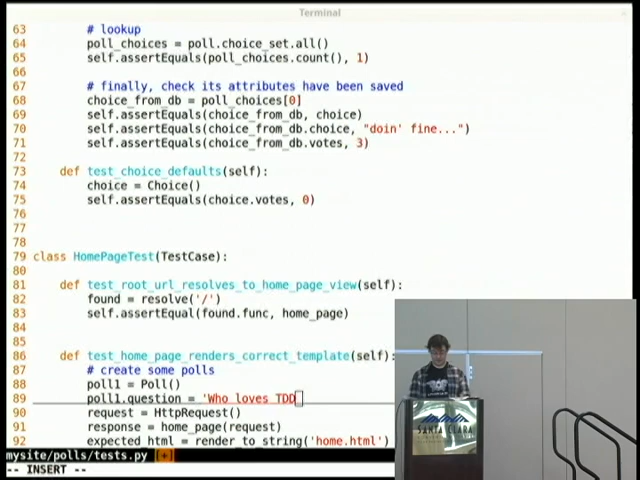 Terminal
63         # lookup
64         poll_choices = poll.choice_set.all()
65         self.assertEquals(poll_choices.count(), 1)
66
67         # finally, check its attributes have been saved
68         choice_from_db = poll_choices[0]
69         self.assertEquals(choice_from_db, choice)
70         self.assertEquals(choice_from_db.choice, "doin' fine...")
71         self.assertEquals(choice_from_db.votes, 3)
72
73     def test_choice_defaults(self):
74         choice = Choice()
75         self.assertEquals(choice.votes, 0)
76
77
78
79 class HomePageTest(TestCase):
80
81     def test_root_url_resolves_to_home_page_view(self):
82         found = resolve('/')
83         self.assertEqual(found.func, home_page)
84
85
86     def test_home_page_renders_correct_template(self):
87         # create some polls
88         poll1 = Poll()
89         poll1.question = 'Who loves TDD
90         request = HttpRequest()
91         response = home_page(request)
92         expected_html = render_to_string('home.html')
mysite/polls/tests.py [+]
-- INSERT --
SANTA CLARA